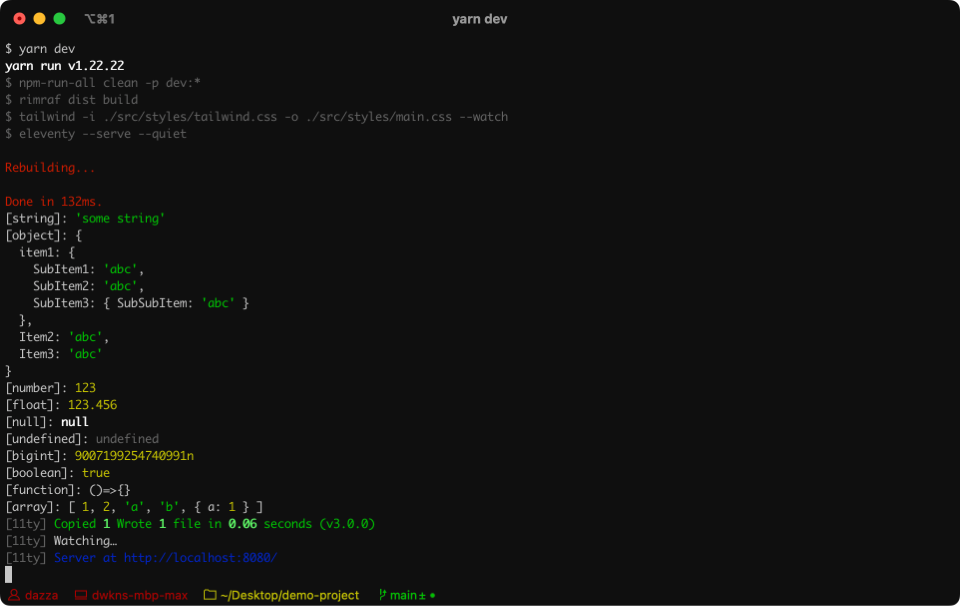 ⌥⌘1 yarn dev
$ yarn dev
yarn run v1.22.22
$ npm-run-all clean -p dev:*
$ rimraf dist build
$ tailwind -i ./src/styles/tailwind.css -o ./src/styles/main.css --watch
$ eleventy --serve --quiet
Rebuilding...
Done in 132ms.
[string]: 'some string'
[object]: {
  item1: {
    SubItem1: 'abc',
    SubItem2: 'abc',
    SubItem3: { SubSubItem: 'abc' }
  },
  Item2: 'abc',
  Item3: 'abc'
}
[number]: 123
[float]: 123.456
[null]: null
[undefined]: undefined
[bigint]: 9007199254740991n
[boolean]: true
[function]: ()=>{}
[array]: [ 1, 2, 'a', 'b', { a: 1 } ]
[11ty] Copied 1 Wrote 1 file in 0.06 seconds (v3.0.0)
[11ty] Watching…
[11ty] Server at http://localhost:8080/
dazza dwkns-mbp-max ~/Desktop/demo-project main ± •